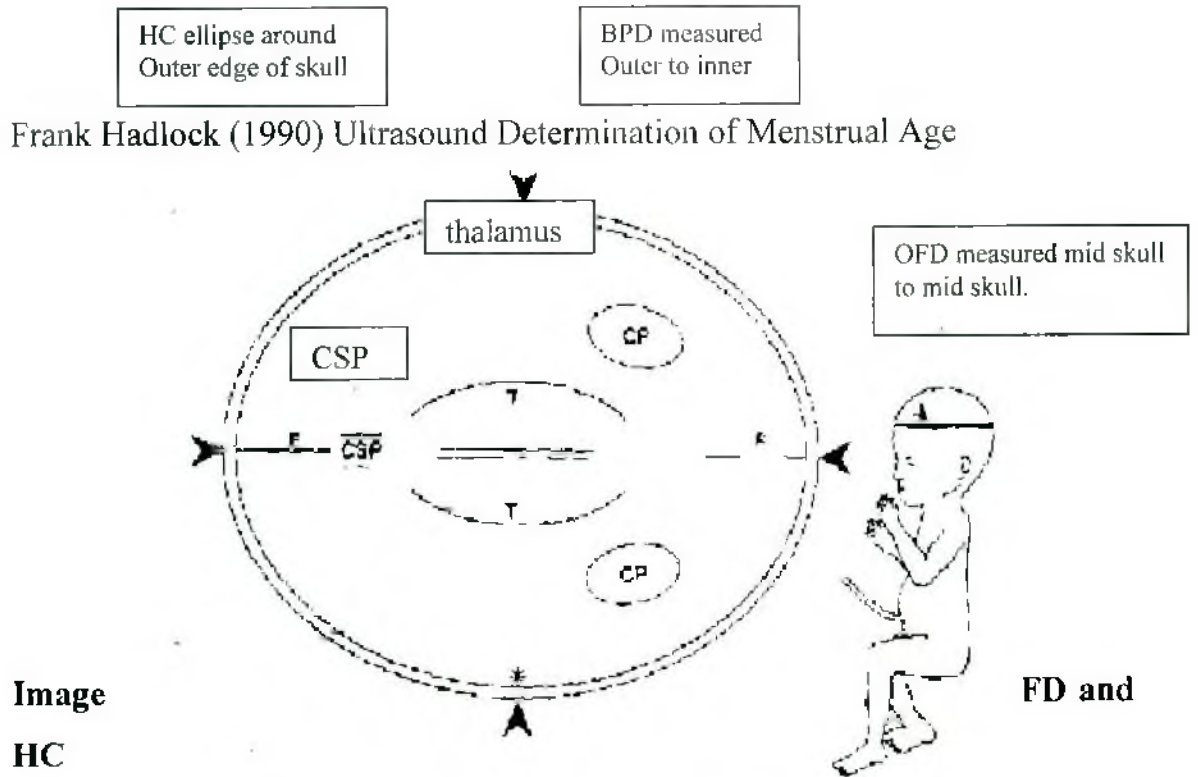 HC ellipse around
Outer edge of skull
BPD measured
Outer to inner
Frank Hadlock (1990) Ultrasound Determination of Menstrual Age
thalamus
OFD measured mid skull
to mid skull.
CP
CSP
T
F
CSP
F
T
CP
Image
FD and
HC